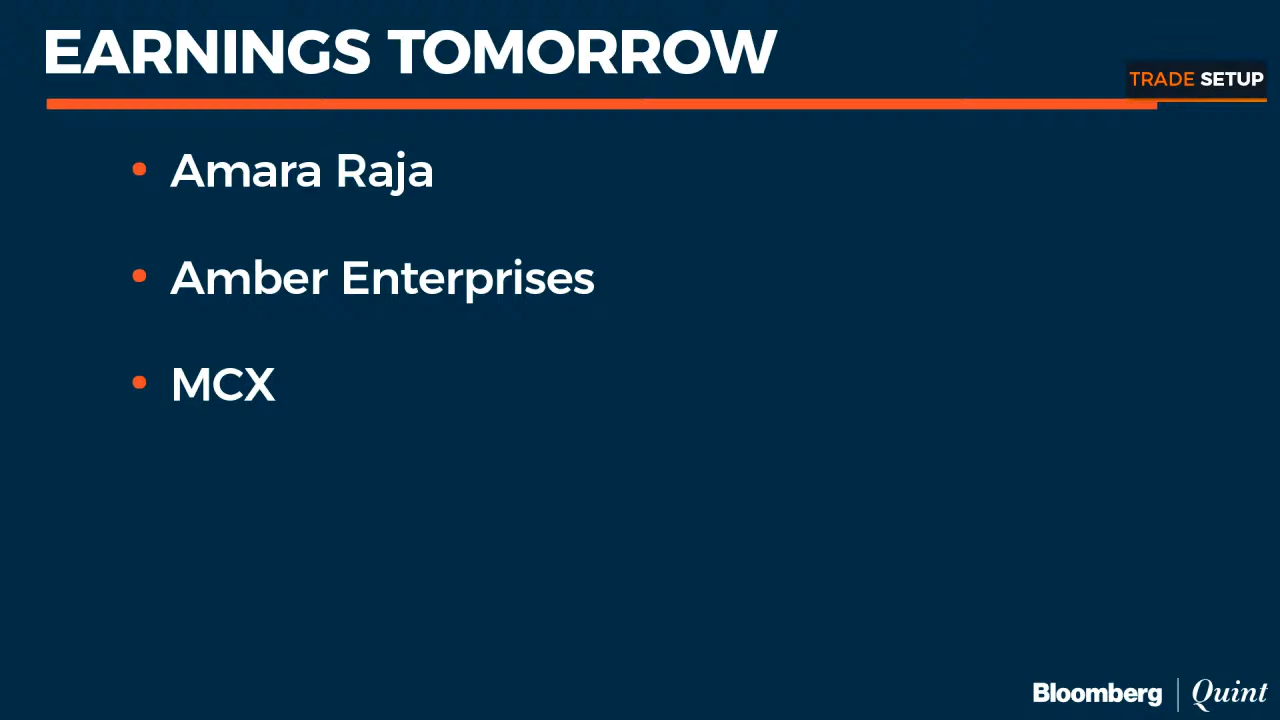 EARNINGS TOMORROW
TRADE SETUP
• Amara Raja
• Amber Enterprises
• MCX
Bloomberg | Quint